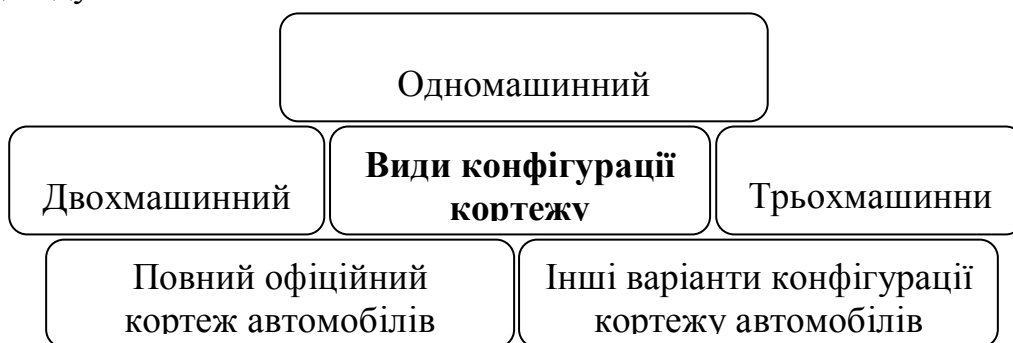 Одномашинний
Двохмашинний
Види конфігурації
кортежу
Трьохмашинни
Повний офіційний
кортеж автомобілів
Інші варіанти конфігурації
кортежу автомобілів